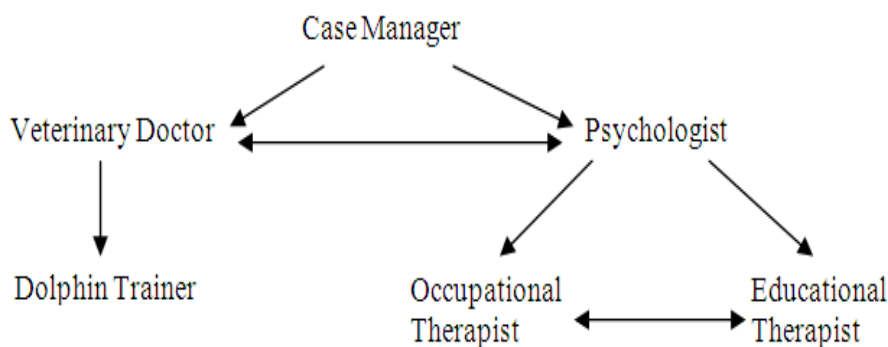 Case Manager
Veterinary Doctor
Psychologist
Dolphin Trainer
Occupational
Therapist
Educational
Therapist